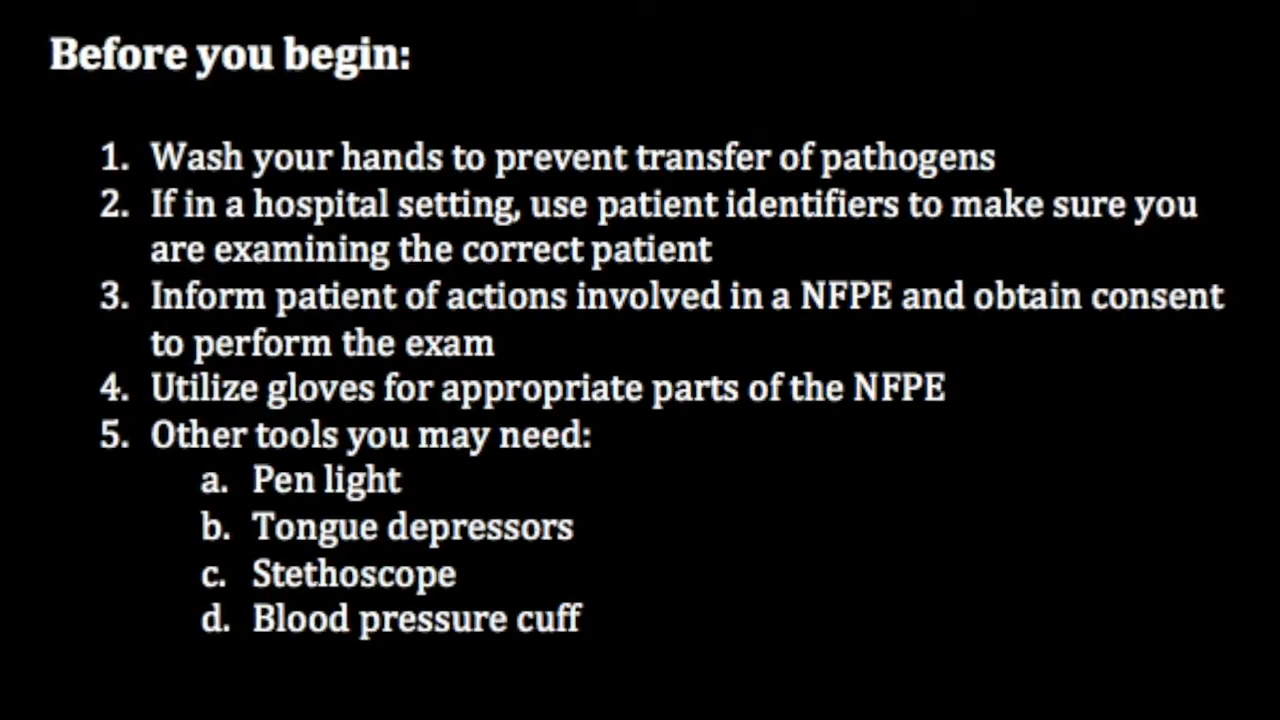 Before you begin:
1. Wash your hands to prevent transfer of pathogens
2. If in a hospital setting, use patient identifiers to make sure you
are examining the correct patient
3. Inform patient of actions involved in a NFPE and obtain consent
to perform the exam
4. Utilize gloves for appropriate parts of the NFPE
5. Other tools you may need:
a. Pen light
b. Tongue depressors
c. Stethoscope
d. Blood pressure cuff